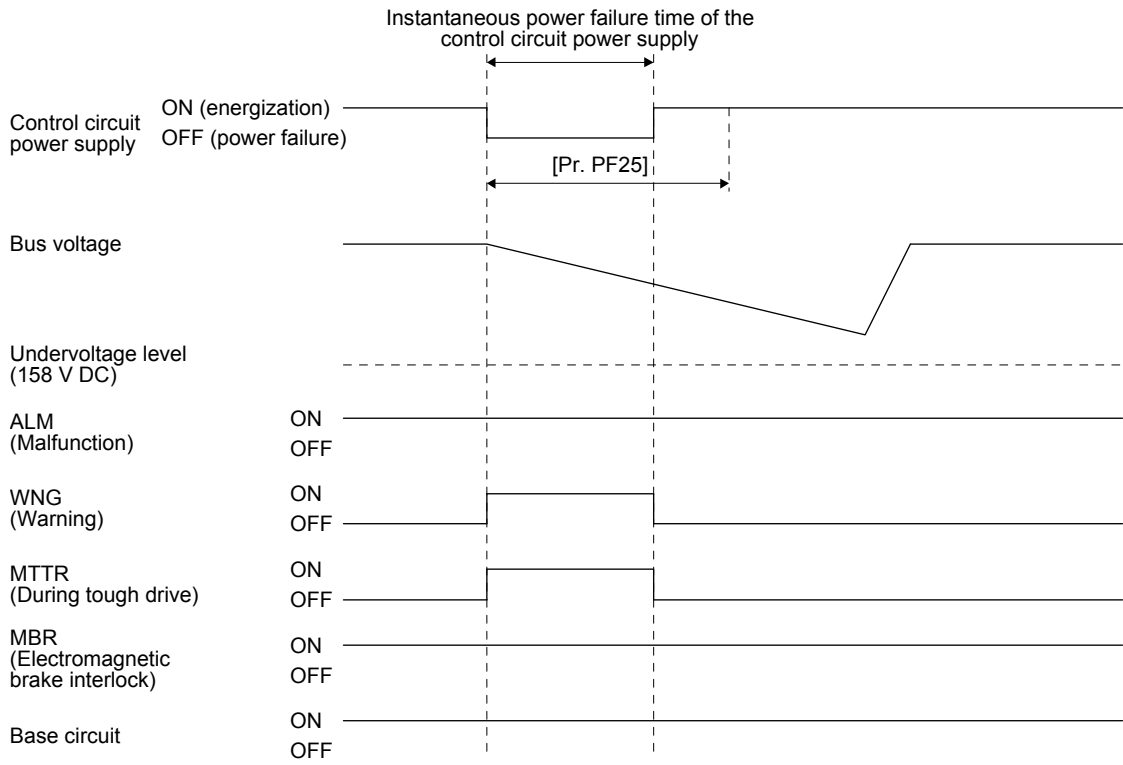 Instantaneous power failure time of the
control circuit power supply
Control circuit
power supply
ON (energization)
OFF (power failure)
[Pr. PF25]
Bus voltage
Undervoltage level
(158 V DC)
ALM
(Malfunction)
ON
OFF
WNG
(Warning)
ON
OFF
MTTR
(During tough drive)
ON
OFF
MBR
(Electromagnetic
brake interlock)
ON
OFF
Base circuit
ON
OFF